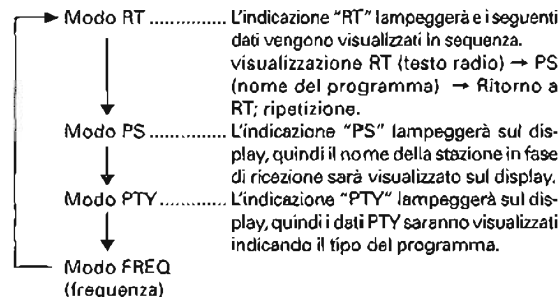 Modo RT ............... L'indicazione "RT" lampeggerà e i seguenti
dati vengono visualizzati in sequenza.
visualizzazione RT (testo radio) → PS
(nome del programma) → Ritorno a
RT; ripetizione.
Modo PS ............... L'indicazione "PS" lampeggerà sul dis-
play, quindi il nome della stazione in fase
di ricezione sarà visualizzato sul display.
Modo PTY ............. L'indicazione "PTY" lampeggerà sul dis-
play, quindi i dati PTY saranno visualizzati
indicando il tipo del programma.
Modo FREQ
(frequenza)